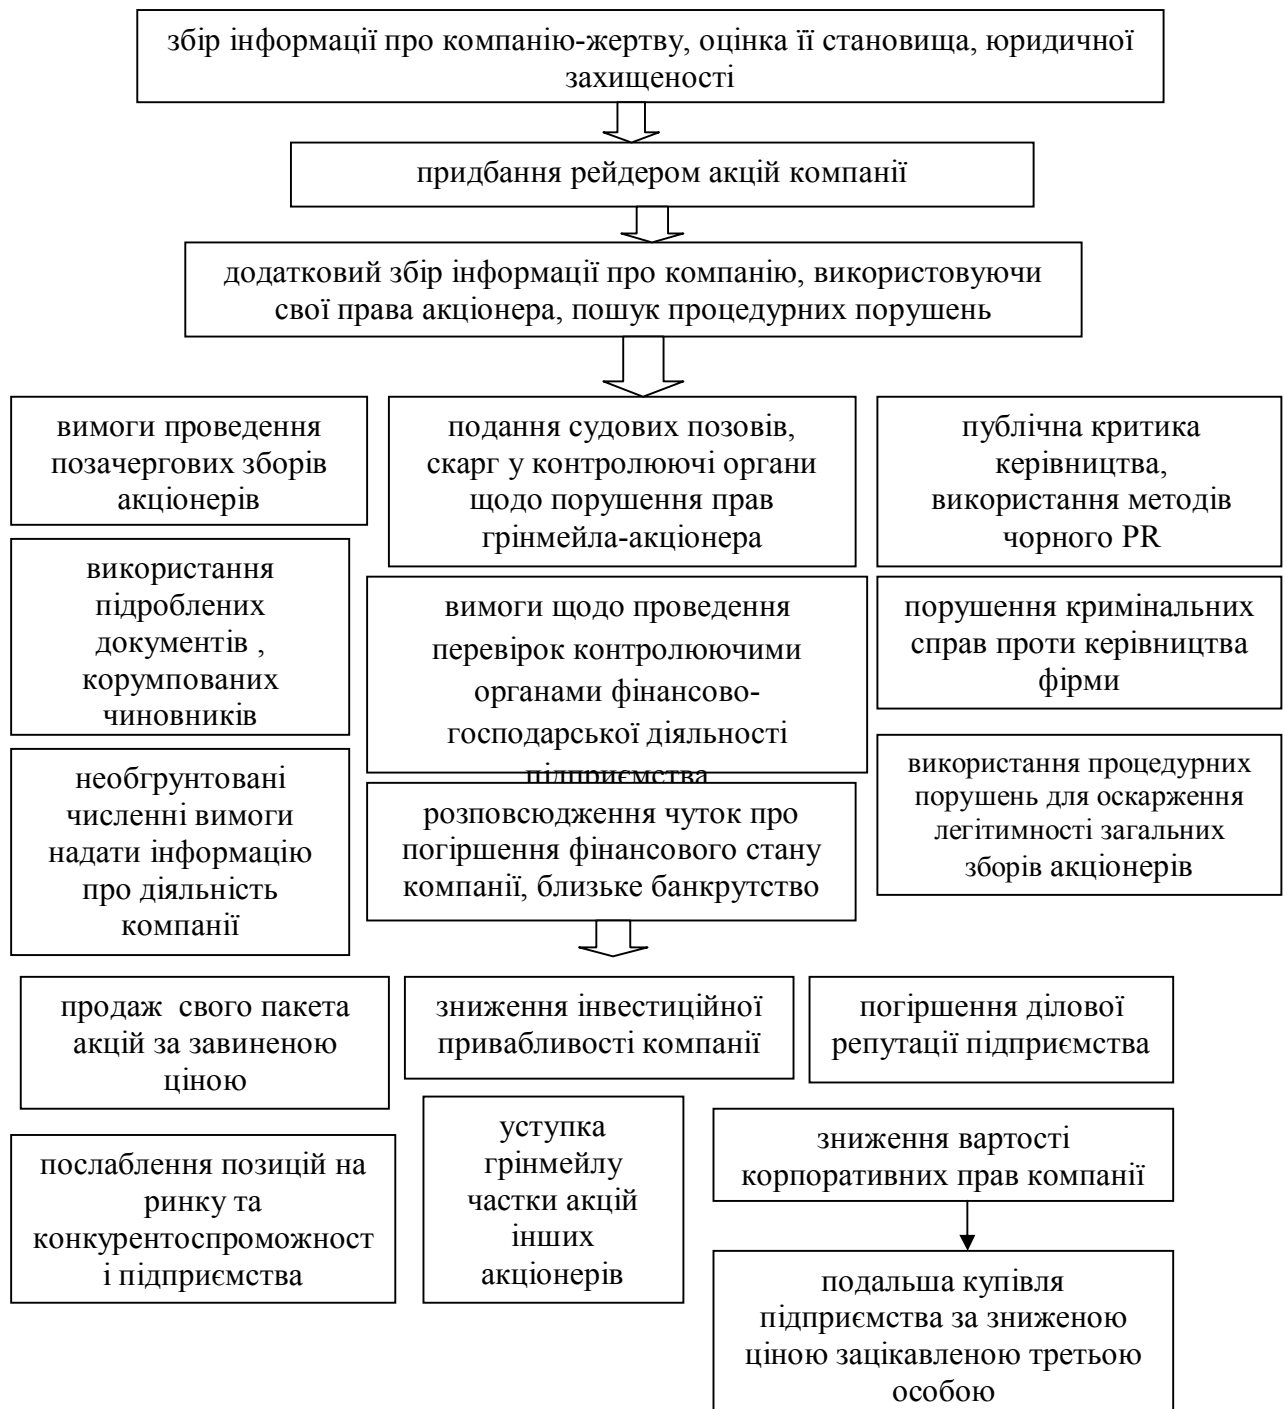 збір інформації про компанію-жертву, оцінка її становища, юридичної
захищеності
придбання рейдером акцій компанії
додатковий збір інформації про компанію, використовуючи
свої права акціонера, пошук процедурних порушень
вимоги проведення
позачергових зборів
акціонерів
подання судових позовів,
скарг у контролюючі органи
щодо порушення прав
грінмейла-акціонера
публічна критика
керівництва,
використання методів
чорного PR
використання
підроблених
документів ,
корумпованих
чиновників
вимоги щодо проведення
перевірок контролюючими
органами фінансово-
господарської діяльності
підприємства
порушення кримінальних
справ проти керівництва
фірми
необгрунтовані
численні вимоги
надати інформацію
про діяльність
компанії
розповсюдження чуток про
погіршення фінансового стану
компанії, близьке банкрутство
використання процедурних
порушень для оскарження
легітимності загальних
зборів акціонерів
продаж  свого пакета
акцій за завиненою
ціною
зниження інвестиційної
привабливості компанії
погіршення ділової
репутації підприємства
послаблення позицій на
ринку та
конкурентоспроможност
і підприємства
уступка
грінмейлу
частки акцій
інших
акціонерів
зниження вартості
корпоративних прав компанії
подальша купівля
підприємства за зниженою
ціною зацікавленою третьою
особою